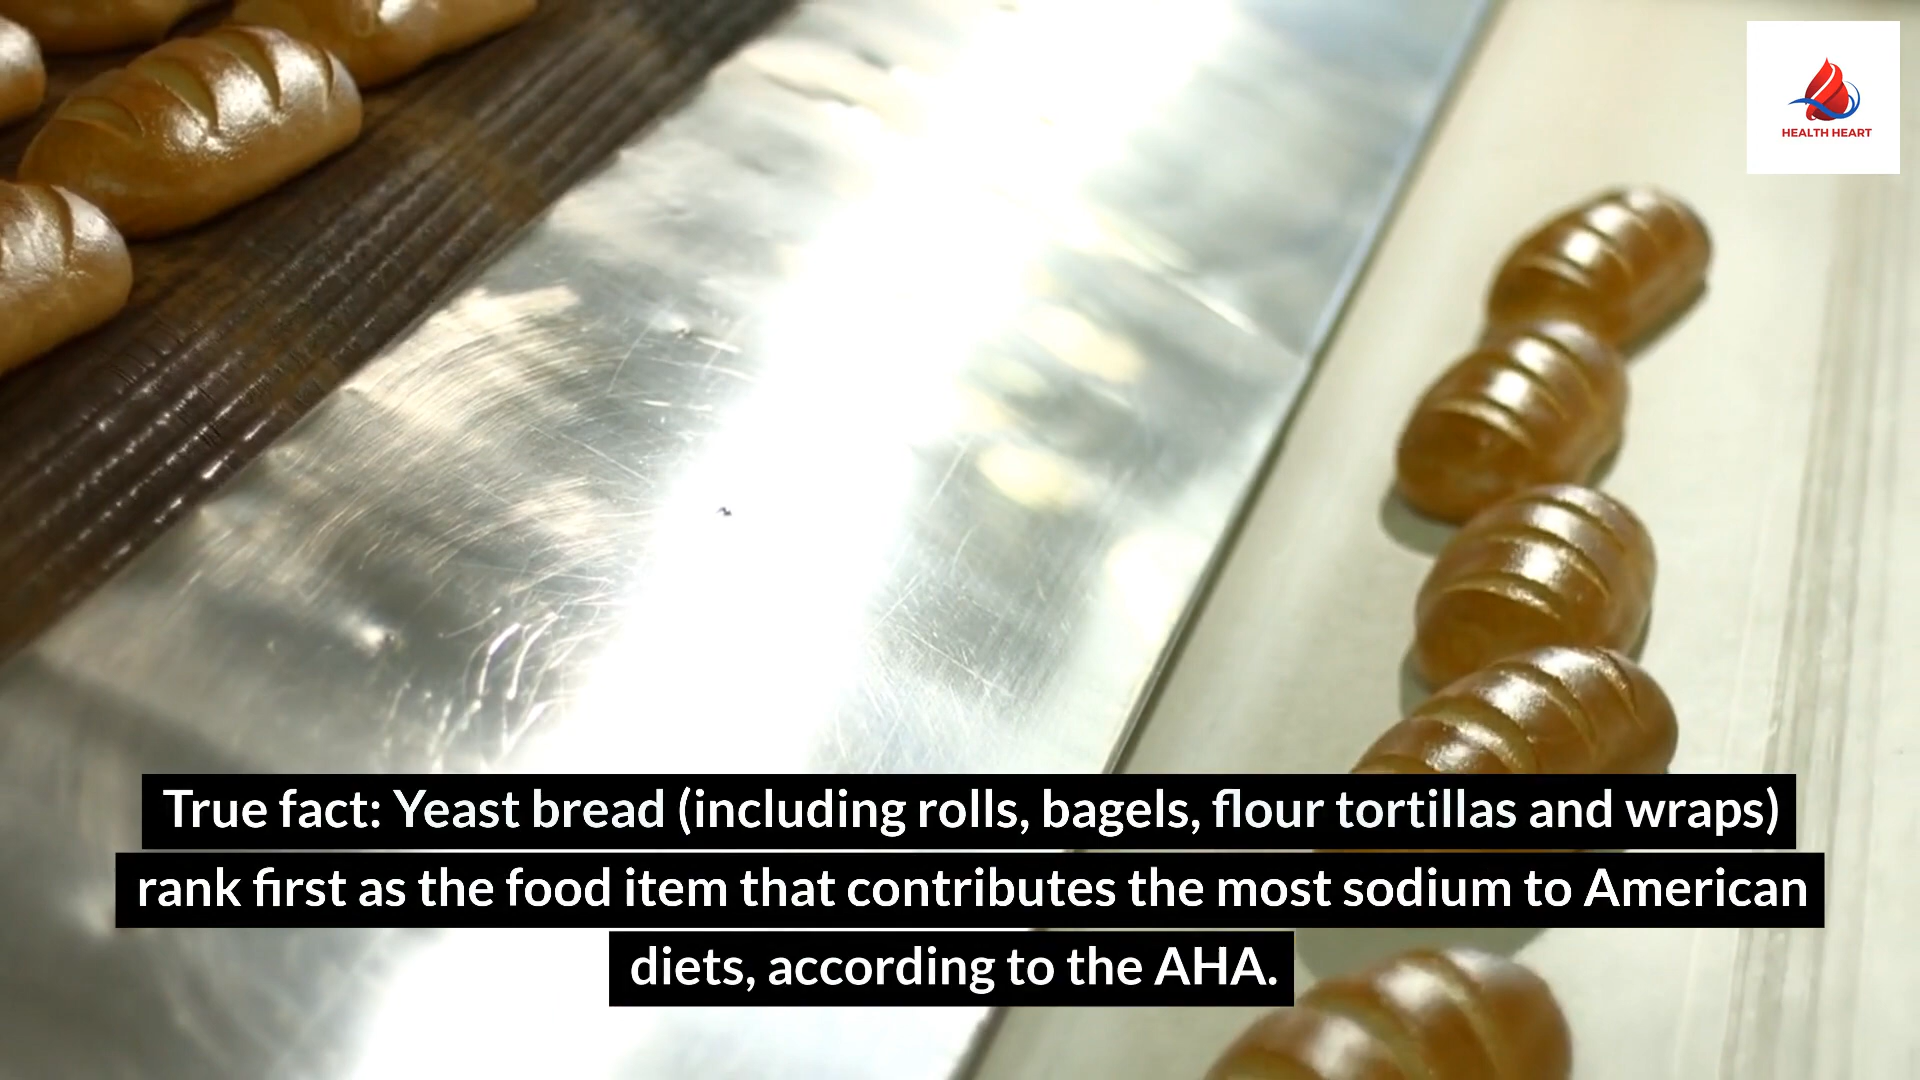 HEALTH HEART
True fact: Yeast bread (including rolls, bagels, flour tortillas and wraps)
rank first as the food item that contributes the most sodium to American
diets, according to the AHA.